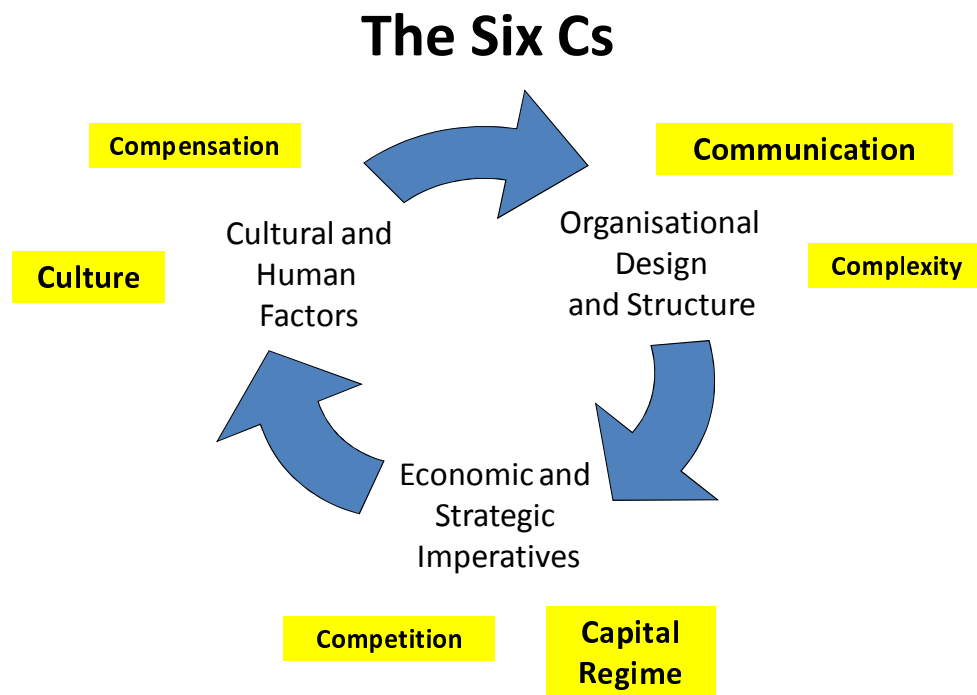 The Six Cs
Compensation
Communication
Cultural and
Human
Factors
Organisational
Design
and Structure
Culture
Complexity
Economic and
Strategic
Imperatives
Competition
Capital
Regime